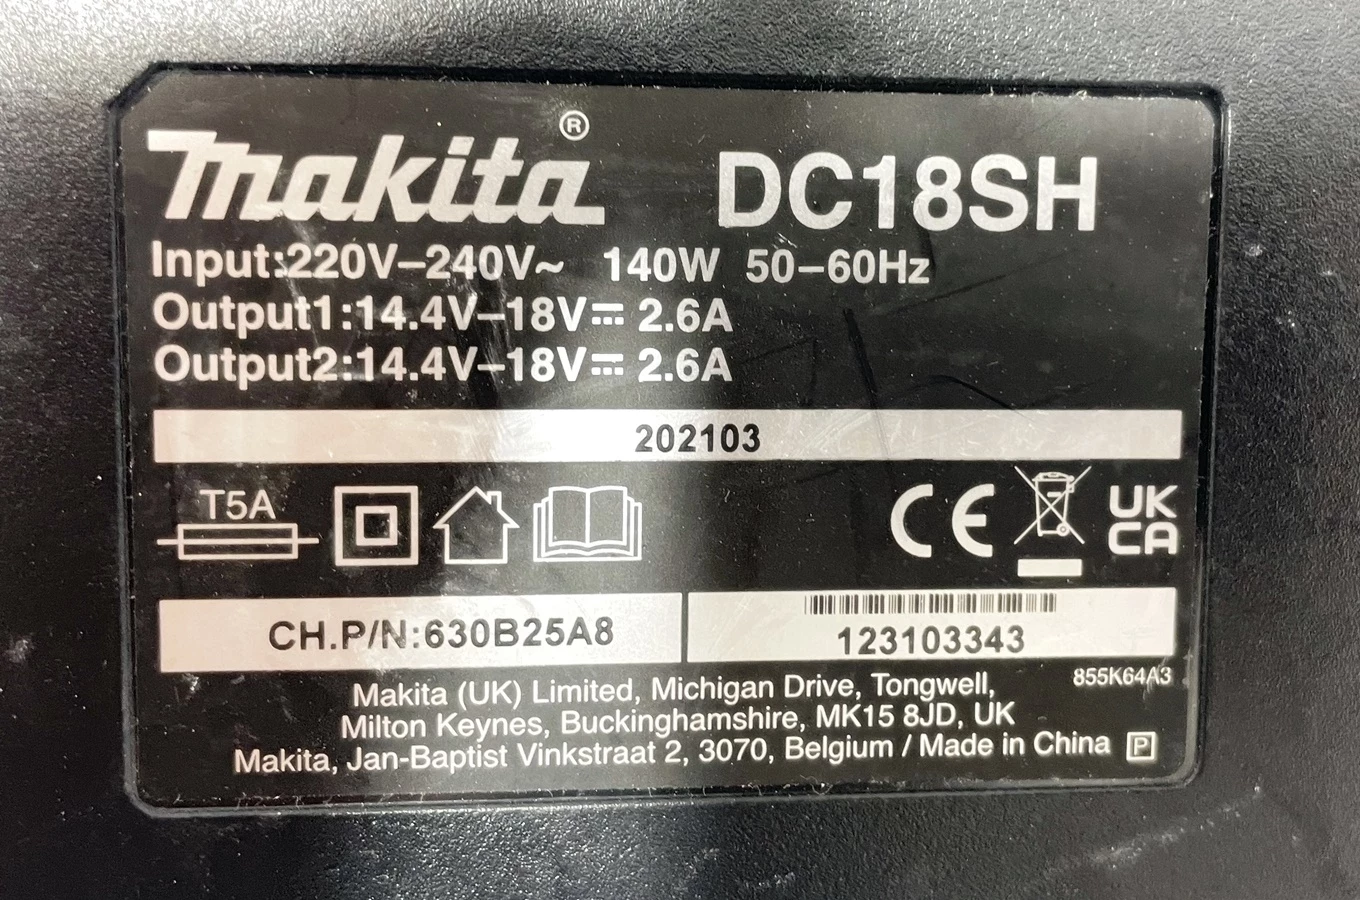 makita® DC18SH
Input:220V–240V~ 140W 50–60Hz
Output1:14.4V–18V⎓ 2.6A
Output2:14.4V–18V⎓ 2.6A
202103
T5A
CE UK CA
CH.P/N:630B25A8
123103343
855K64A3
Makita (UK) Limited, Michigan Drive, Tongwell,
Milton Keynes, Buckinghamshire, MK15 8JD, UK
Makita, Jan-Baptist Vinkstraat 2, 3070, Belgium / Made in China P